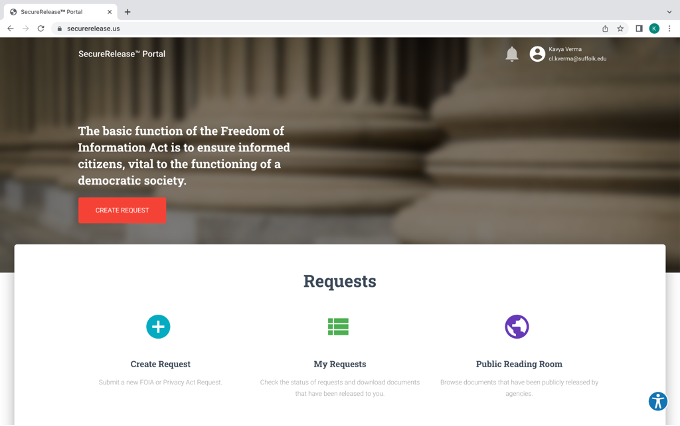 SecureRelease™ Portal
securerelease.us
K
SecureRelease™ Portal
Kavya Verma
cl.kverma@suffolk.edu
The basic function of the Freedom of
Information Act is to ensure informed
citizens, vital to the functioning of a
democratic society.
CREATE REQUEST
Requests
Create Request
Submit a new FOIA or Privacy Act Request.
My Requests
Check the status of requests and download documents
that have been released to you.
Public Reading Room
Browse documents that have been publicly released by
agencies.